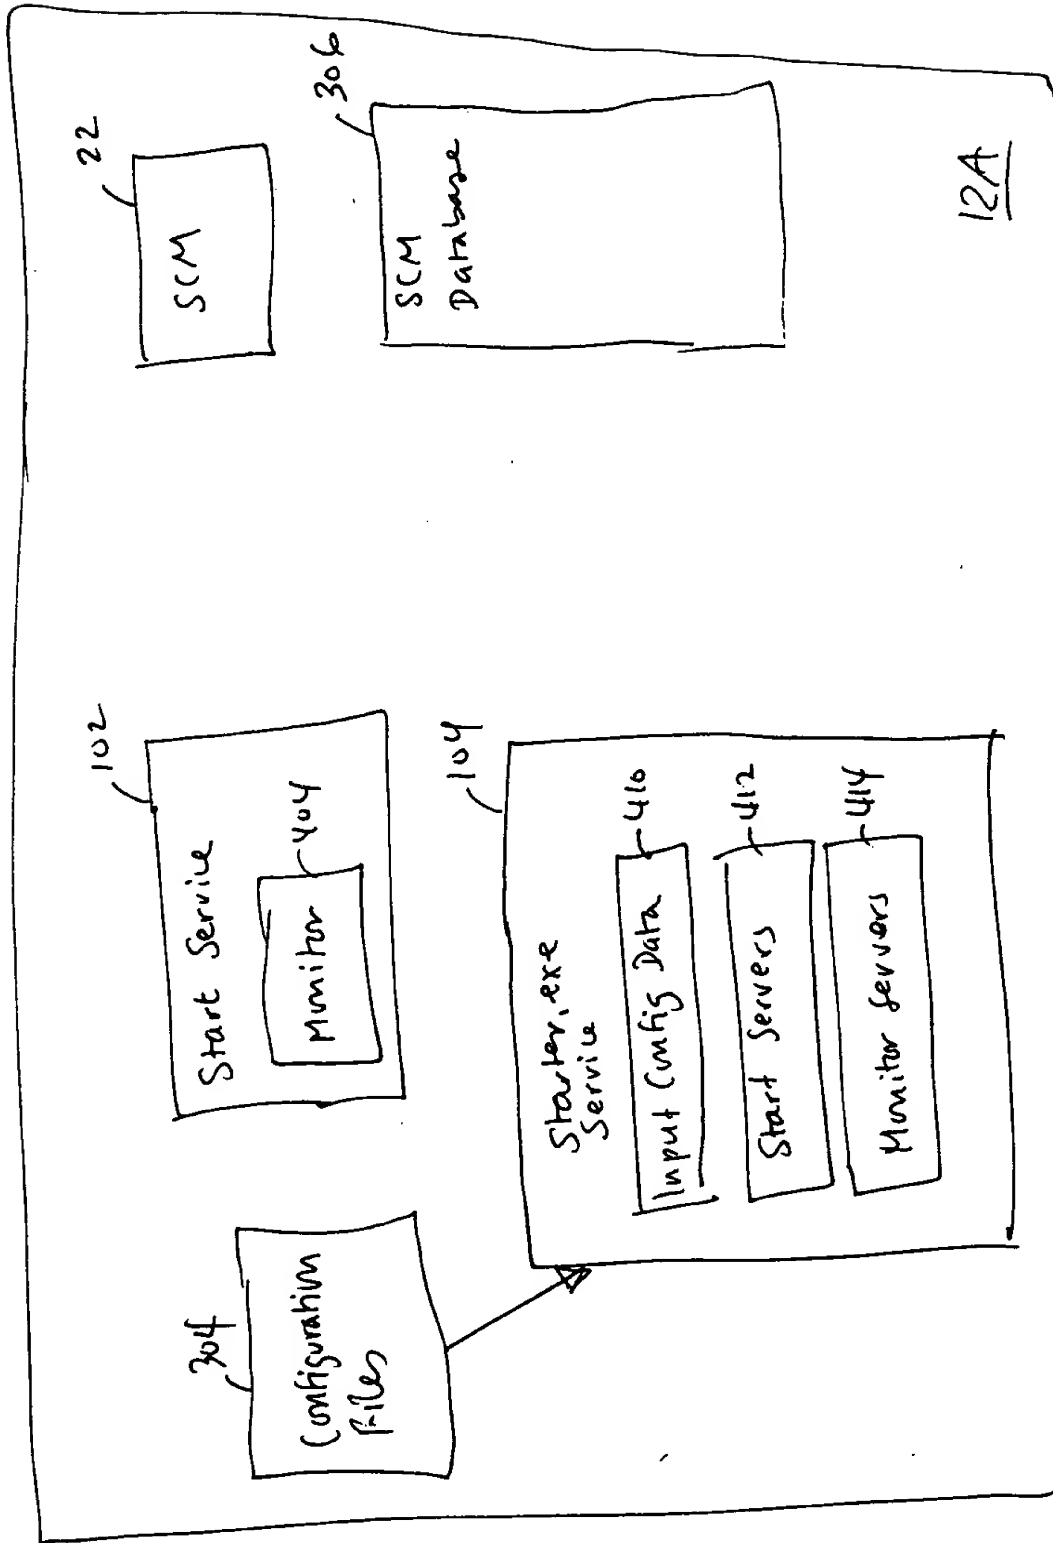 304
Configuration
Files
102
Start Service
404
Monitor
104
Starter.exe
Service
410
Input Config Data
412
Start Servers
414
Monitor Servers
22
SCM
306
SCM
Database
12A